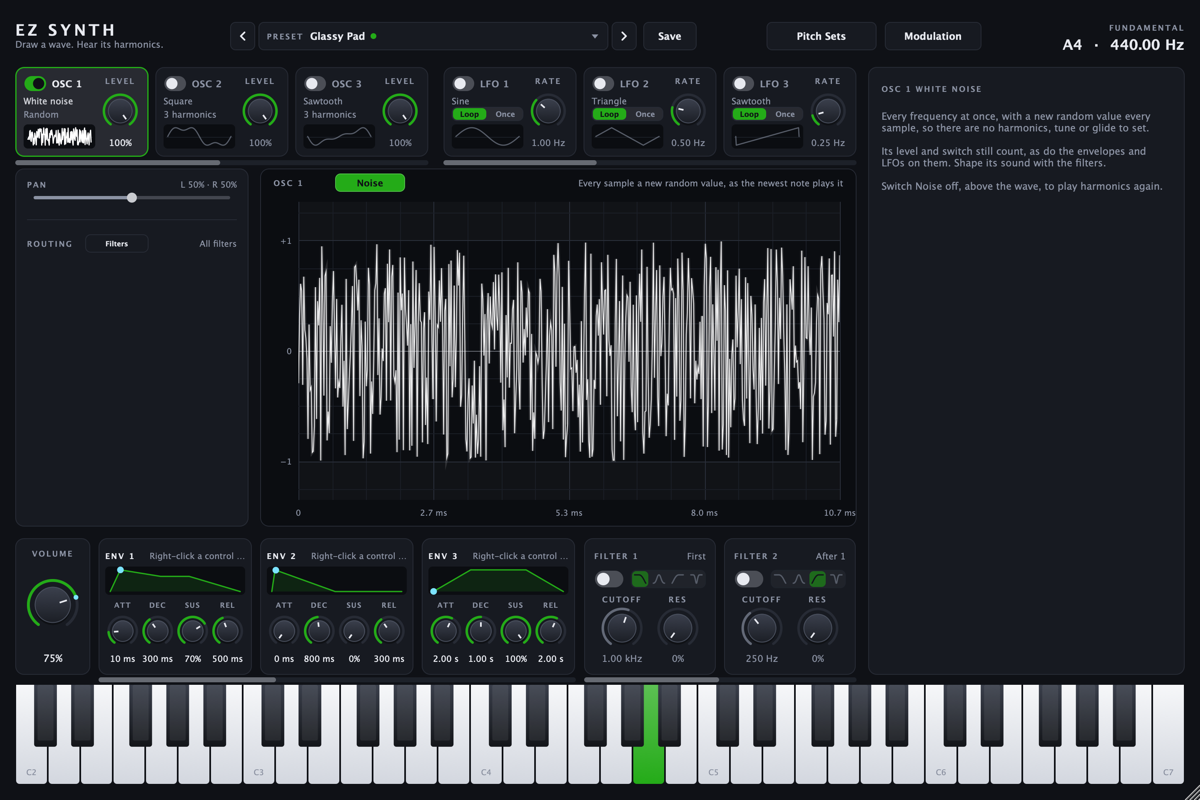 EZ SYNTH
Draw a wave. Hear its harmonics.
PRESET Glassy Pad
Save
Pitch Sets
Modulation
FUNDAMENTAL
A4 · 440.00 Hz
OSC 1
LEVEL
White noise
Random
100%
OSC 2
LEVEL
Square
3 harmonics
100%
OSC 3
LEVEL
Sawtooth
3 harmonics
100%
LFO 1
RATE
Sine
Loop Once
1.00 Hz
LFO 2
RATE
Triangle
Loop Once
0.50 Hz
LFO 3
RATE
Sawtooth
Loop Once
0.25 Hz
PAN
L 50% · R 50%
ROUTING
Filters
All filters
OSC 1
Noise
Every sample a new random value, as the newest note plays it
+1
0
−1
0
2.7 ms
5.3 ms
8.0 ms
10.7 ms
OSC 1 WHITE NOISE
Every frequency at once, with a new random value every
sample, so there are no harmonics, tune or glide to set.
Its level and switch still count, as do the envelopes and
LFOs on them. Shape its sound with the filters.
Switch Noise off, above the wave, to play harmonics again.
VOLUME
75%
ENV 1
Right-click a control ...
ATT DEC SUS REL
10 ms 300 ms 70% 500 ms
ENV 2
Right-click a control ...
ATT DEC SUS REL
0 ms 800 ms 0% 300 ms
ENV 3
Right-click a control ...
ATT DEC SUS REL
2.00 s 1.00 s 100% 2.00 s
FILTER 1
First
CUTOFF RES
1.00 kHz 0%
FILTER 2
After 1
CUTOFF RES
250 Hz 0%
C2 C3 C4 C5 C6 C7